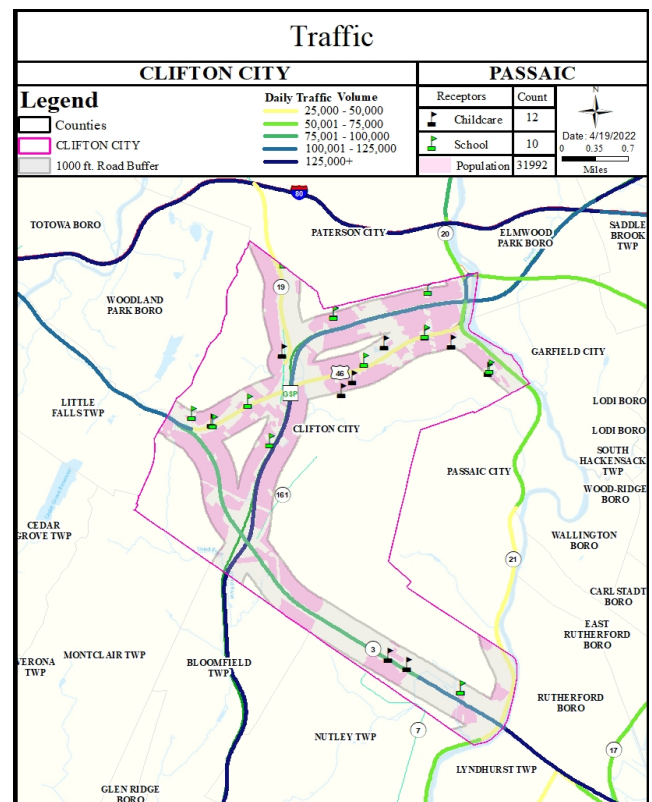 Traffic
CLIFTON CITY
PASSAIC
Legend
Counties
CLIFTON CITY
1000 ft. Road Buffer
Daily Traffic Volume
25,000 - 50,000
50,001 - 75,000
75,001 - 100,000
100,001 - 125,000
125,000+
Receptors Count
Childcare 12
School 10
Population 31992
N
Date: 4/19/2022
0 0.35 0.7
Miles
80
TOTOWA BORO
PATERSON CITY
20
ELMWOOD
PARK BORO
SADDLE
BROOK
TWP
19
WOODLAND
PARK BORO
GARFIELD CITY
46
GSP
LITTLE
FALLS TWP
LODI BORO
CLIFTON CITY
LODI BORO
SOUTH
HACKENSACK
TWP
PASSAIC CITY
161
WOOD-RIDGE
BORO
CEDAR
GROVE TWP
WALLINGTON
BORO
21
CARLSTADT
BORO
EAST
RUTHERFORD
BORO
3
VERONA
TWP
MONTCLAIR TWP
BLOOMFIELD
TWP
RUTHERFORD
BORO
NUTLEY TWP
7
17
LYNDHURST TWP
GLEN RIDGE
BORO